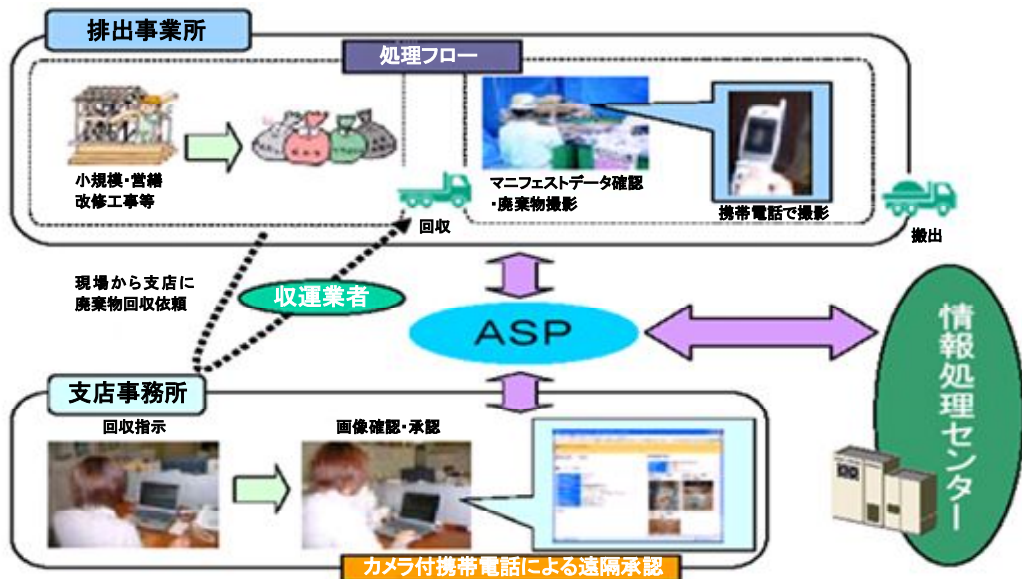 排出事業所
処理フロー
小規模・営繕
改修工事等
回収
マニフェストデータ確認
・廃棄物撮影
携帯電話で撮影
搬出
現場から支店に
廃棄物回収依頼
収運業者
ASP
情報処理センター
支店事務所
回収指示
画像確認・承認
カメラ付携帯電話による遠隔承認